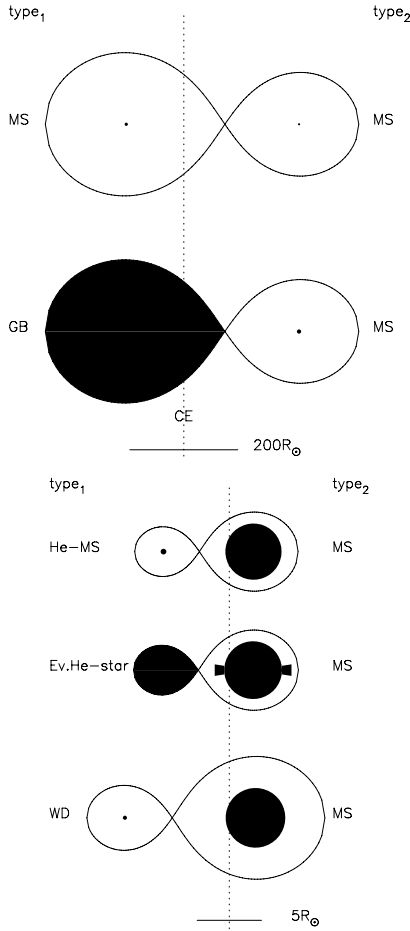 type₁ type₂
MS MS
GB MS
CE
200R☉
type₁ type₂
He-MS MS
Ev.He-star MS
WD MS
5R☉